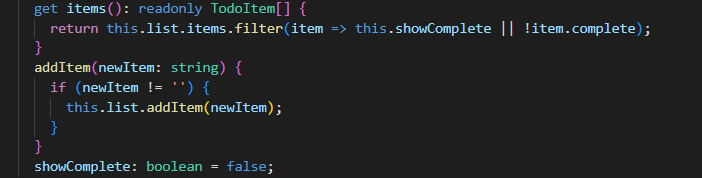 get items(): readonly TodoItem[] {
  return this.list.items.filter(item => this.showComplete || !item.complete);
}
addItem(newItem: string) {
  if (newItem != '') {
    this.list.addItem(newItem);
  }
}
showComplete: boolean = false;